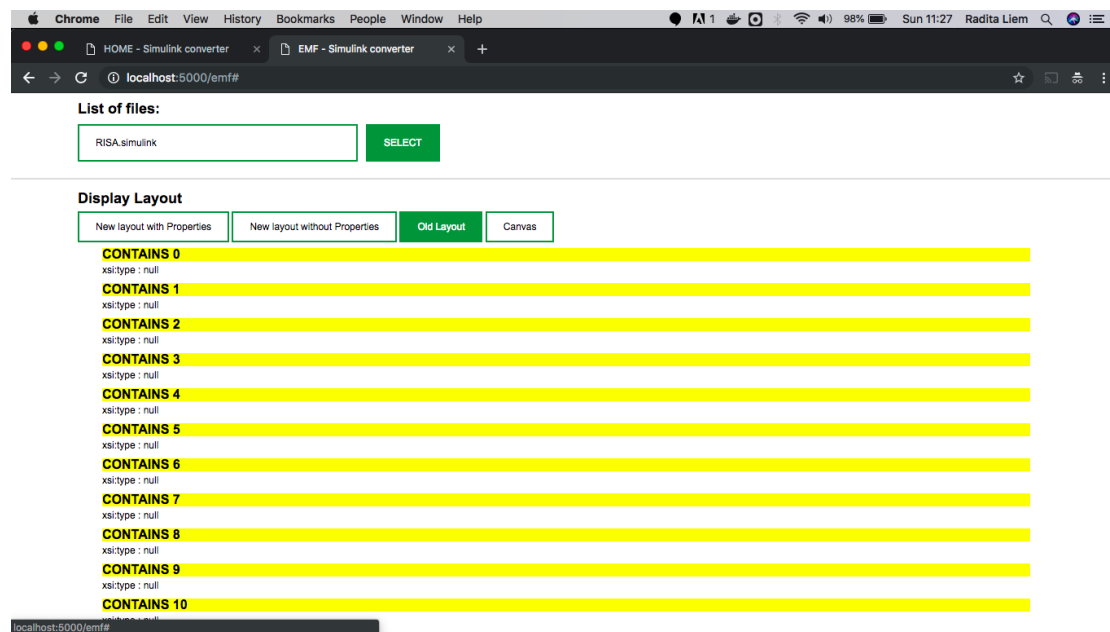 Chrome File Edit View History Bookmarks People Window Help 1 98% Sun 11:27 Radita Liem
HOME - Simulink converter × EMF - Simulink converter × +
localhost:5000/emf#
List of files:
RISA.simulink SELECT
Display Layout
New layout with Properties New layout without Properties Old Layout Canvas
CONTAINS 0
xsi:type : null
CONTAINS 1
xsi:type : null
CONTAINS 2
xsi:type : null
CONTAINS 3
xsi:type : null
CONTAINS 4
xsi:type : null
CONTAINS 5
xsi:type : null
CONTAINS 6
xsi:type : null
CONTAINS 7
xsi:type : null
CONTAINS 8
xsi:type : null
CONTAINS 9
xsi:type : null
CONTAINS 10
localhost:5000/emf#